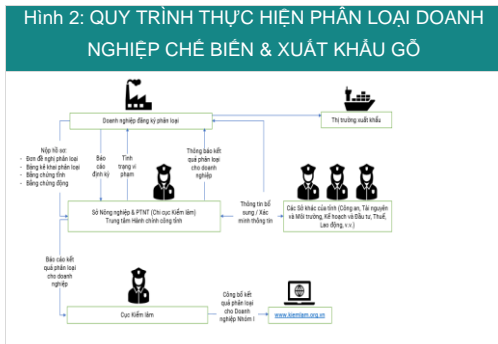 Hình 2: QUY TRÌNH THỰC HIỆN PHÂN LOẠI DOANH
NGHIỆP CHẾ BIẾN & XUẤT KHẨU GỖ
Doanh nghiệp đăng ký phân loại
Thị trường xuất khẩu
Nộp hồ sơ:
- Đơn đề nghị phân loại
- Bảng kê khai phân loại
- Bằng chứng tĩnh
- Bằng chứng động
Báo
cáo
định kỳ
Tình
trạng vi
phạm
Thông báo kết
quả phân loại
cho doanh
nghiệp
Sở Nông nghiệp & PTNT (Chi cục Kiểm lâm)
Trung tâm Hành chính công tỉnh
Thông tin bổ
sung / Xác
minh thông tin
Các Sở khác của tỉnh (Công an, Tài nguyên
và Môi trường, Kế hoạch và Đầu tư, Thuế,
Lao động, v.v.)
Báo cáo kết
quả phân loại
cho doanh
nghiệp
Cục Kiểm lâm
Công bố kết
quả phân loại
cho Doanh
nghiệp Nhóm I
www.kiemlam.org.vn